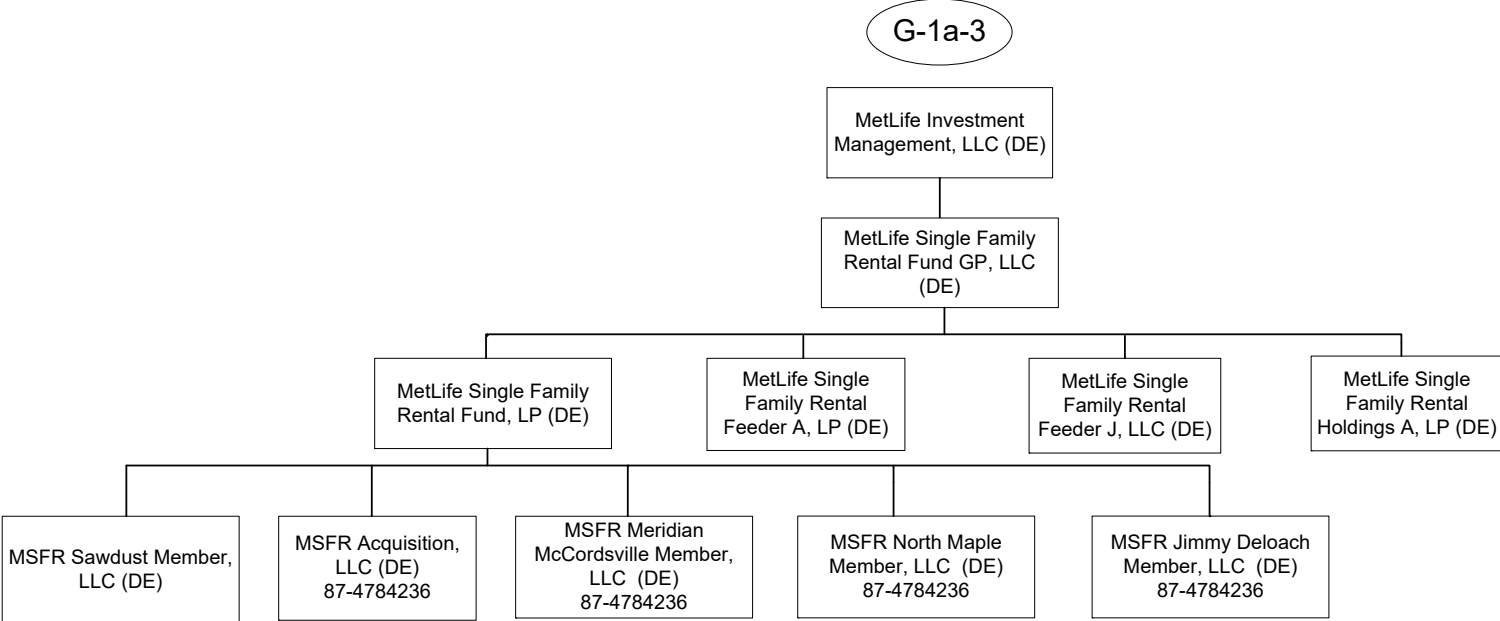 G-1a-3
MetLife Investment
Management, LLC (DE)
MetLife Single Family
Rental Fund GP, LLC
(DE)
MetLife Single Family
Rental Fund, LP (DE)
MetLife Single
Family Rental
Feeder A, LP (DE)
MetLife Single
Family Rental
Feeder J, LLC (DE)
MetLife Single
Family Rental
Holdings A, LP (DE)
MSFR Sawdust Member,
LLC (DE)
MSFR Acquisition,
LLC (DE)
87-4784236
MSFR Meridian
McCordsville Member,
LLC (DE)
87-4784236
MSFR North Maple
Member, LLC (DE)
87-4784236
MSFR Jimmy Deloach
Member, LLC (DE)
87-4784236